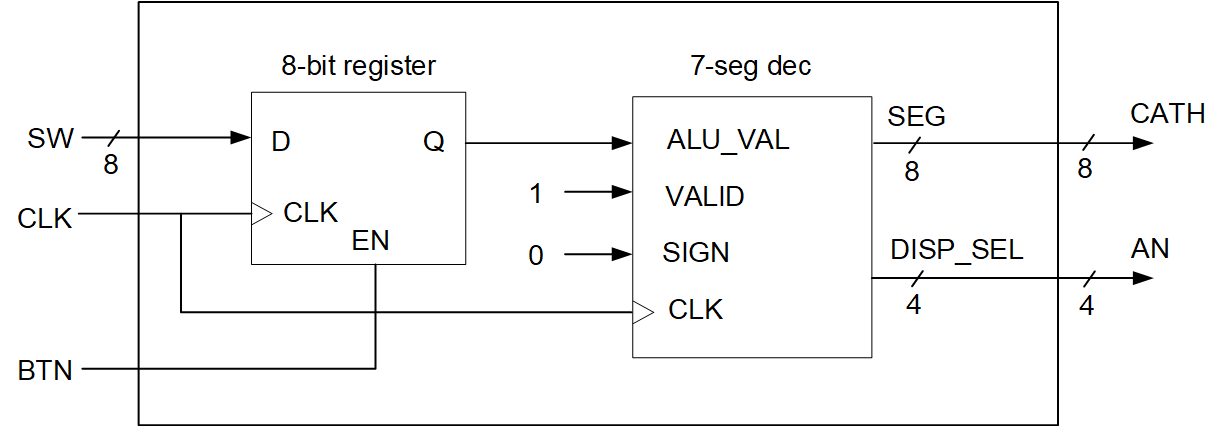 8-bit register
7-seg dec
SW
8
D
Q
ALU_VAL
SEG
8
8
CATH
1
VALID
CLK
CLK
EN
0
SIGN
DISP_SEL
4
4
AN
CLK
BTN